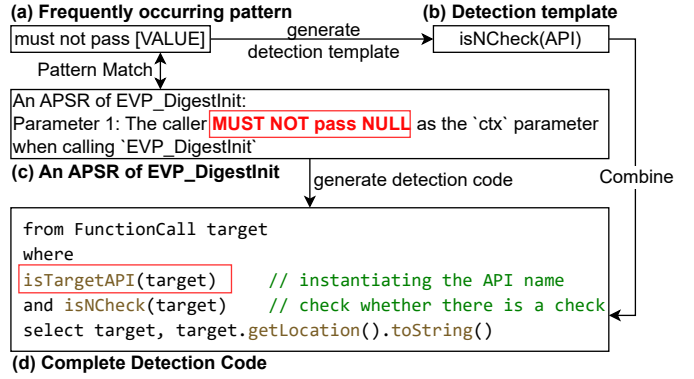 (a) Frequently occurring pattern
(b) Detection template
must not pass [VALUE]
generate
detection template
isNCheck(API)
Pattern Match
An APSR of EVP_DigestInit:
Parameter 1: The caller MUST NOT pass NULL as the `ctx` parameter
when calling `EVP_DigestInit`
(c) An APSR of EVP_DigestInit
generate detection code
Combine
from FunctionCall target
where
isTargetAPI(target) // instantiating the API name
and isNCheck(target) // check whether there is a check
select target, target.getLocation().toString()
(d) Complete Detection Code